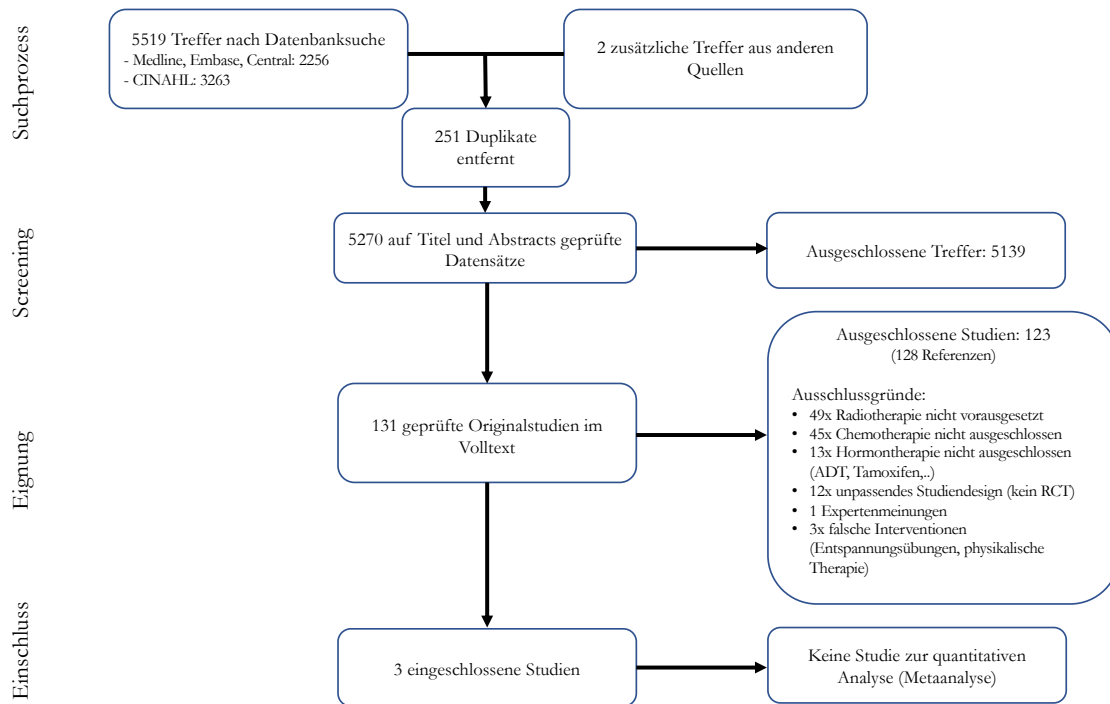 Suchprozess
5519 Treffer nach Datenbanksuche
- Medline, Embase, Central: 2256
- CINAHL: 3263
2 zusätzliche Treffer aus anderen
Quellen
251 Duplikate
entfernt
Screening
5270 auf Titel und Abstracts geprüfte
Datensätze
Ausgeschlossene Treffer: 5139
Eignung
131 geprüfte Originalstudien im
Volltext
Ausgeschlossene Studien: 123
(128 Referenzen)
Ausschlussgründe:
• 49x Radiotherapie nicht vorausgesetzt
• 45x Chemotherapie nicht ausgeschlossen
• 13x Hormontherapie nicht ausgeschlossen
(ADT, Tamoxifen,..)
• 12x unpassendes Studiendesign (kein RCT)
• 1 Expertenmeinungen
• 3x falsche Interventionen
(Entspannungsübungen, physikalische
Therapie)
Einschluss
3 eingeschlossene Studien
Keine Studie zur quantitativen
Analyse (Metaanalyse)